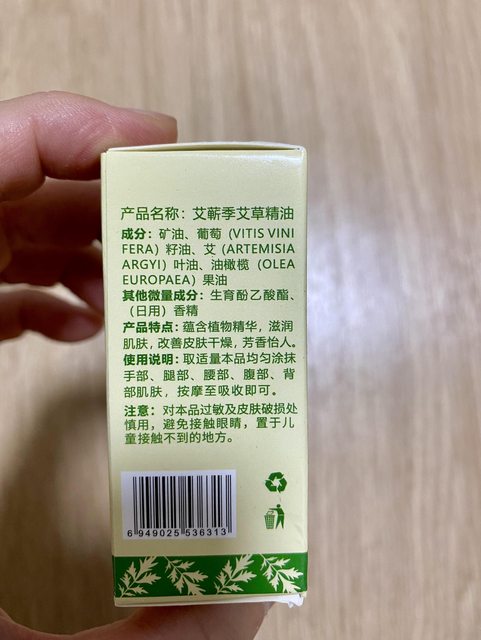 产品名称：艾蕲季艾草精油
成分：矿油、葡萄（VITIS VINI
FERA）籽油、艾（ARTEMISIA
ARGYI）叶油、油橄榄（OLEA
EUROPAEA）果油
其他微量成分：生育酚乙酸酯、
（日用）香精
产品特点：蕴含植物精华，滋润
肌肤，改善皮肤干燥，芳香怡人。
使用说明：取适量本品均匀涂抹
手部、腿部、腰部、腹部、背
部肌肤，按摩至吸收即可。
注意：对本品过敏及皮肤破损处
慎用，避免接触眼睛，置于儿
童接触不到的地方。
6 949025 536313